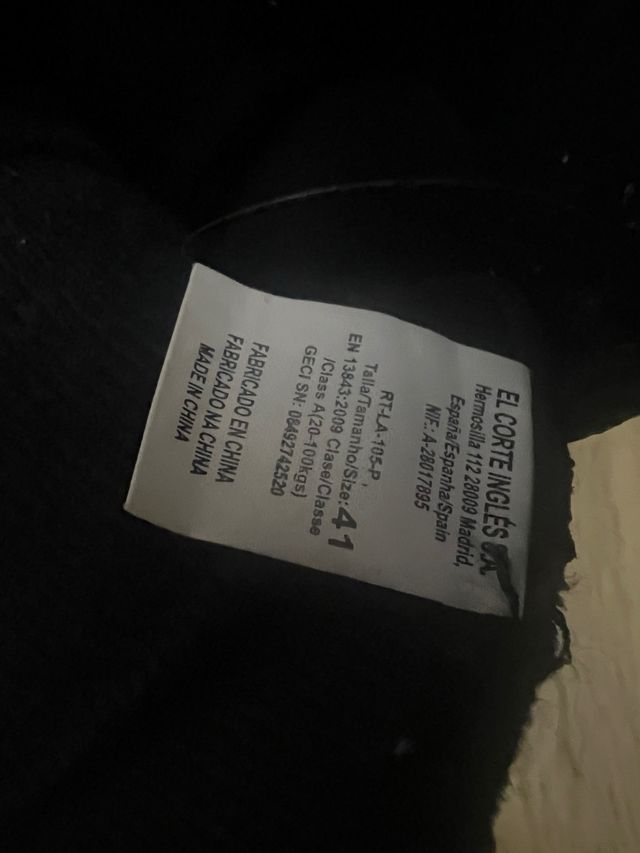 EL CORTE INGLÉS S.A.
Hermosilla 112 28009 Madrid,
España/Espanha/Spain
NIF.: A-28017895
RT-LA-105-P,
Talla/Tamanho/Size: 41
EN 13843:2009 Clase/Classe
/Class A(20-100kgs)
GECI SN: 08492742520
FABRICADO EN CHINA
FABRICADO NA CHINA
MADE IN CHINA